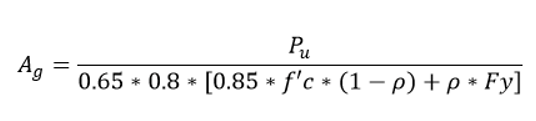 A_g = P_u / 0.65 * 0.8 * [0.85 * f'c * (1 − ρ) + ρ * Fy]